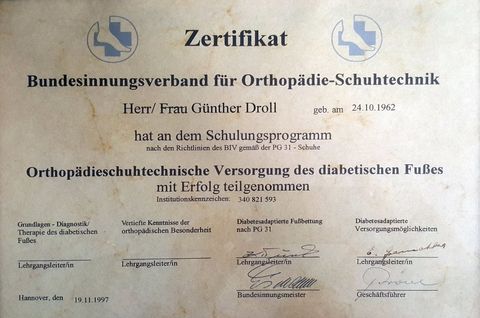 Zertifikat
Bundesinnungsverband für Orthopädie-Schuhtechnik
Herr/ Frau Günther Droll geb. am 24.10.1962
hat an dem Schulungsprogramm
nach den Richtlinien des BIV gemäß der PG 31 - Schuhe
Orthopädieschuhtechnische Versorgung des diabetischen Fußes
mit Erfolg teilgenommen
Institutionskennzeichen: 340 821 593
Grundlagen - Diagnostik/
Therapie des diabetischen
Fußes
Vertiefte Kenntnisse der
orthopädischen Besonderheit
Diabetesadaptierte Fußbettung
nach PG 31
Diabetesadaptierte
Versorgungsmöglichkeiten
Lehrgangsleiter/in Lehrgangsleiter/in Lehrgangsleiter/in Lehrgangsleiter/in
Hannover, den 19.11.1997 Bundesinnungsmeister Geschäftsführer